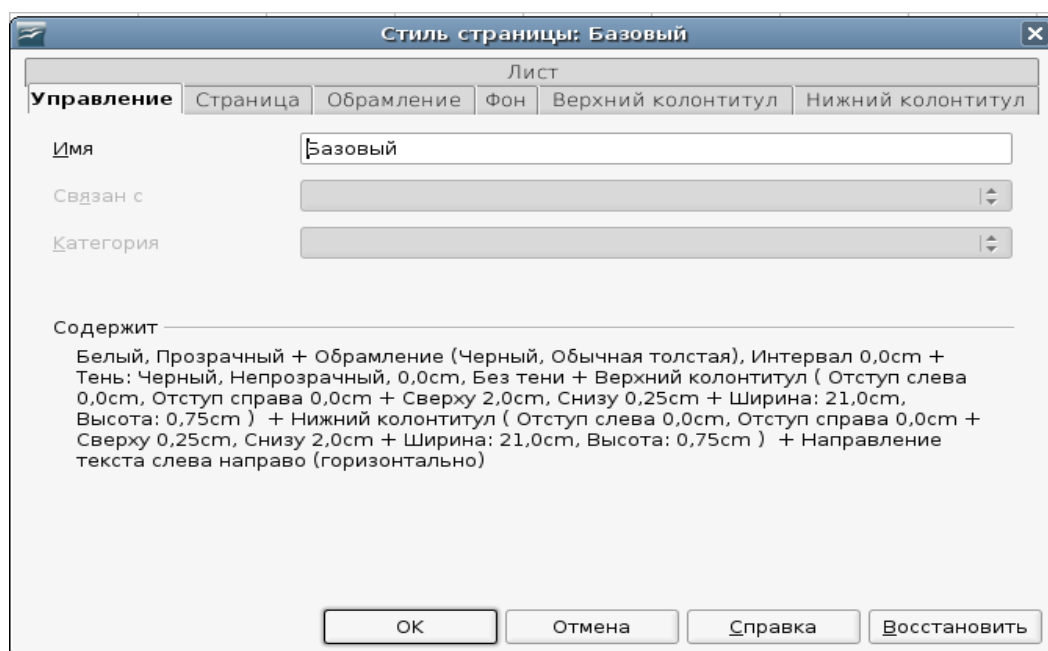 Стиль страницы: Базовый
Лист
Управление Страница Обрамление Фон Верхний колонтитул Нижний колонтитул
Имя Базовый
Связан с
Категория
Содержит
Белый, Прозрачный + Обрамление (Черный, Обычная толстая), Интервал 0,0cm +
Тень: Черный, Непрозрачный, 0,0cm, Без тени + Верхний колонтитул ( Отступ слева
0,0cm, Отступ справа 0,0cm + Сверху 2,0cm, Снизу 0,25cm + Ширина: 21,0cm,
Высота: 0,75cm ) + Нижний колонтитул ( Отступ слева 0,0cm, Отступ справа 0,0cm +
Сверху 0,25cm, Снизу 2,0cm + Ширина: 21,0cm, Высота: 0,75cm ) + Направление
текста слева направо (горизонтально)
OK Отмена Справка Восстановить